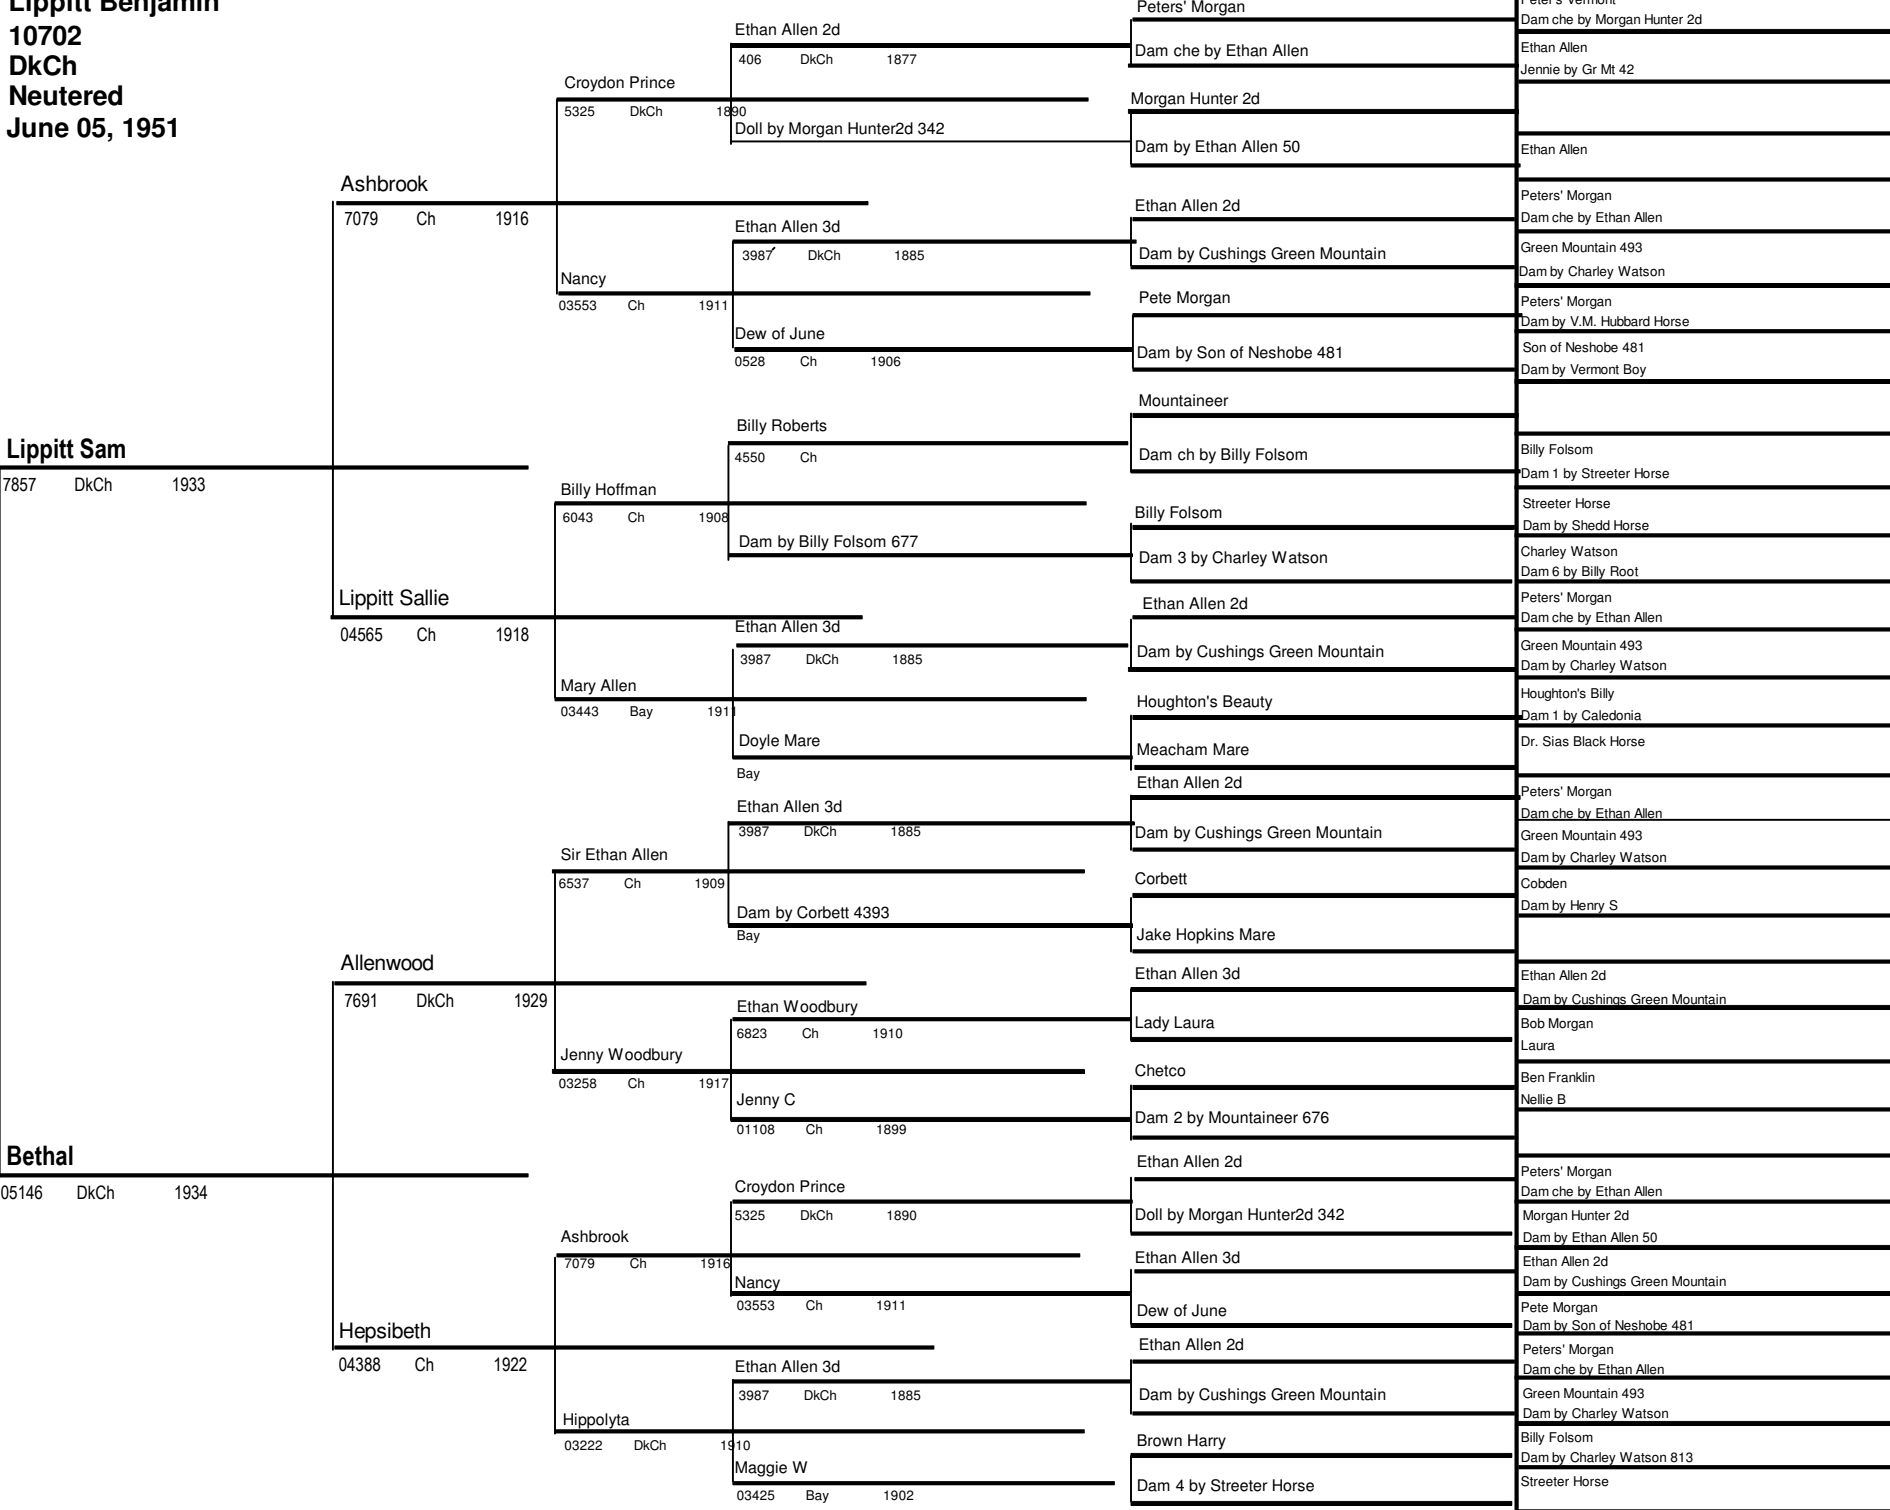 Lippitt Benjamin
10702
DkCh
Neutered
June 05, 1951
Lippitt Sam
7857 DkCh 1933
Bethal
05146 DkCh 1934
Ashbrook
7079 Ch 1916
Lippitt Sallie
04565 Ch 1918
Allenwood
7691 DkCh 1929
Hepsibeth
04388 Ch 1922
Croydon Prince
5325 DkCh 1890
Nancy
03553 Ch 1911
Billy Hoffman
6043 Ch 1908
Mary Allen
03443 Bay 1911
Sir Ethan Allen
6537 Ch 1909
Jenny Woodbury
03258 Ch 1917
Ashbrook
7079 Ch 1916
Hippolyta
03222 DkCh 1910
Ethan Allen 2d
406 DkCh 1877
Doll by Morgan Hunter2d 342
Ethan Allen 3d
3987 DkCh 1885
Dew of June
0528 Ch 1906
Billy Roberts
4550 Ch
Dam by Billy Folsom 677
Ethan Allen 3d
3987 DkCh 1885
Doyle Mare
Bay
Ethan Allen 3d
3987 DkCh 1885
Dam by Corbett 4393
Bay
Ethan Woodbury
6823 Ch 1910
Jenny C
01108 Ch 1899
Croydon Prince
5325 DkCh 1890
Nancy
03553 Ch 1911
Ethan Allen 3d
3987 DkCh 1885
Maggie W
03425 Bay 1902
Peters' Morgan
Dam che by Ethan Allen
Morgan Hunter 2d
Dam by Ethan Allen 50
Ethan Allen 2d
Dam by Cushings Green Mountain
Pete Morgan
Dam by Son of Neshobe 481
Mountaineer
Dam ch by Billy Folsom
Billy Folsom
Dam 3 by Charley Watson
Ethan Allen 2d
Dam by Cushings Green Mountain
Houghton's Beauty
Meacham Mare
Ethan Allen 2d
Dam by Cushings Green Mountain
Corbett
Jake Hopkins Mare
Ethan Allen 3d
Lady Laura
Chetco
Dam 2 by Mountaineer 676
Ethan Allen 2d
Doll by Morgan Hunter2d 342
Ethan Allen 3d
Dew of June
Ethan Allen 2d
Dam by Cushings Green Mountain
Brown Harry
Dam 4 by Streeter Horse
Peter's Vermont
Dam che by Morgan Hunter 2d
Ethan Allen
Jennie by Gr Mt 42
Ethan Allen
Peters' Morgan
Dam che by Ethan Allen
Green Mountain 493
Dam by Charley Watson
Peters' Morgan
Dam by V.M. Hubbard Horse
Son of Neshobe 481
Dam by Vermont Boy
Billy Folsom
Dam 1 by Streeter Horse
Streeter Horse
Dam by Shedd Horse
Charley Watson
Dam 6 by Billy Root
Peters' Morgan
Dam che by Ethan Allen
Green Mountain 493
Dam by Charley Watson
Houghton's Billy
Dam 1 by Caledonia
Dr. Sias Black Horse
Peters' Morgan
Dam che by Ethan Allen
Green Mountain 493
Dam by Charley Watson
Cobden
Dam by Henry S
Ethan Allen 2d
Dam by Cushings Green Mountain
Bob Morgan
Laura
Ben Franklin
Nellie B
Peters' Morgan
Dam che by Ethan Allen
Morgan Hunter 2d
Dam by Ethan Allen 50
Ethan Allen 2d
Dam by Cushings Green Mountain
Pete Morgan
Dam by Son of Neshobe 481
Peters' Morgan
Dam che by Ethan Allen
Green Mountain 493
Dam by Charley Watson
Billy Folsom
Dam by Charley Watson 813
Streeter Horse